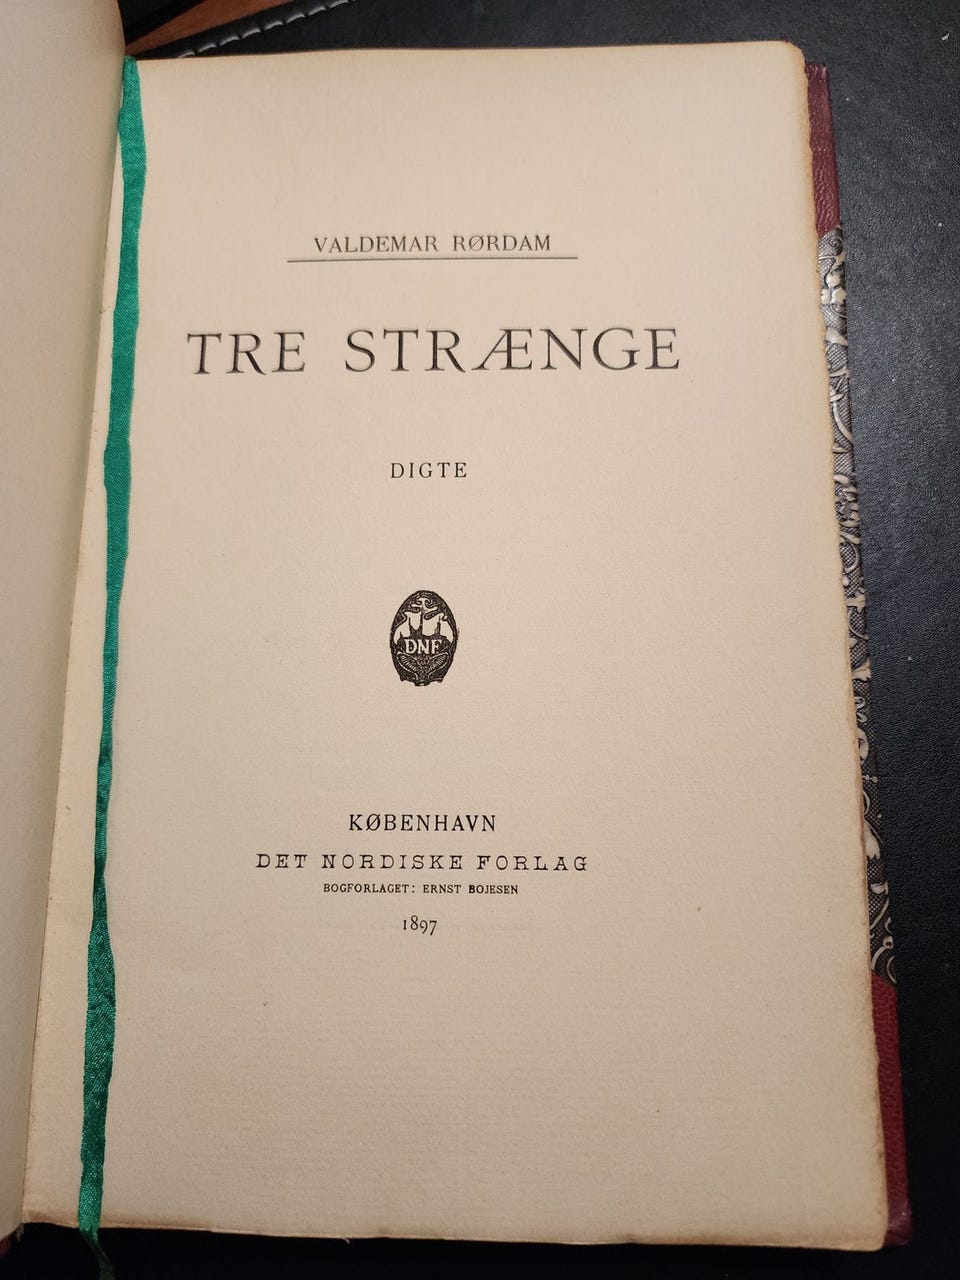 VALDEMAR RØRDAM
TRE STRÆNGE
DIGTE
DNF
KØBENHAVN
DET NORDISKE FORLAG
BOGFORLAGET: ERNST BOJESEN
1897